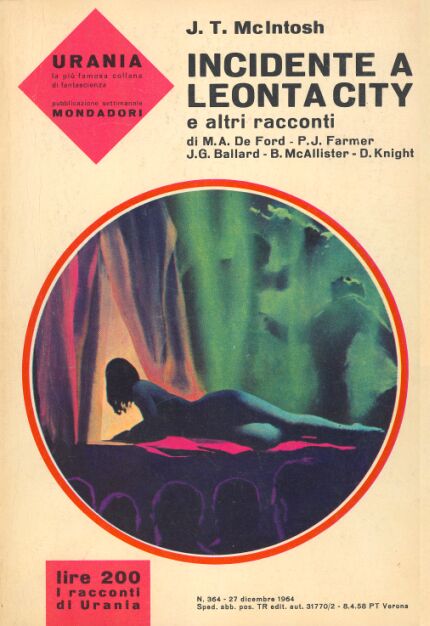 J. T. McIntosh
URANIA
la più famosa collana
di fantascienza
pubblicazione settimanale
MONDADORI
INCIDENTE A
LEONTA CITY
e altri racconti
di M.A. De Ford - P.J. Farmer
J.G. Ballard - B. McAllister - D. Knight
lire 200
I racconti
di Urania
N. 364 - 27 dicembre 1964
Sped. abb. pos. TR edit. aut. 31770/2 - 8.4.58 PT Verona